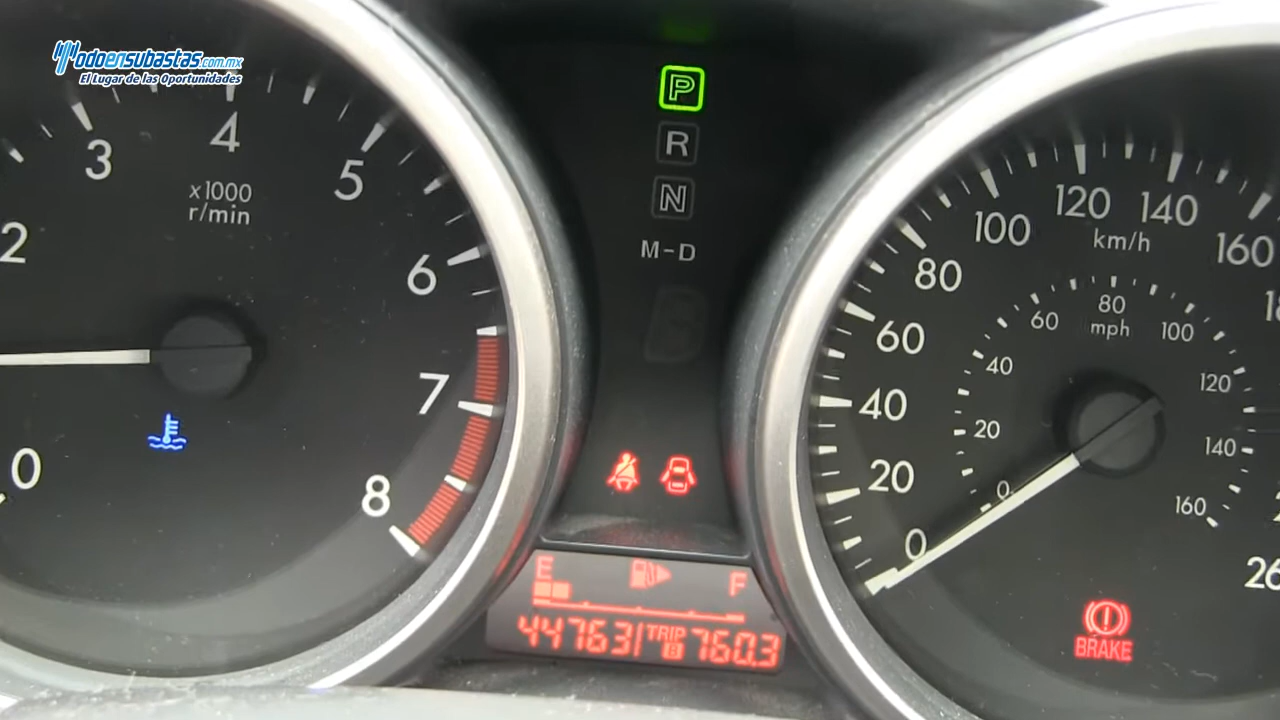 Todoensubastas.com.mx
El Lugar de las Oportunidades
0
2
3
4
5
6
7
8
x1000
r/min
P
R
N
M-D
E
F
447631
TRIP
B
760.3
0
20
40
60
80
100
120
140
160
km/h
0
20
40
60
80
100
120
140
160
mph
BRAKE